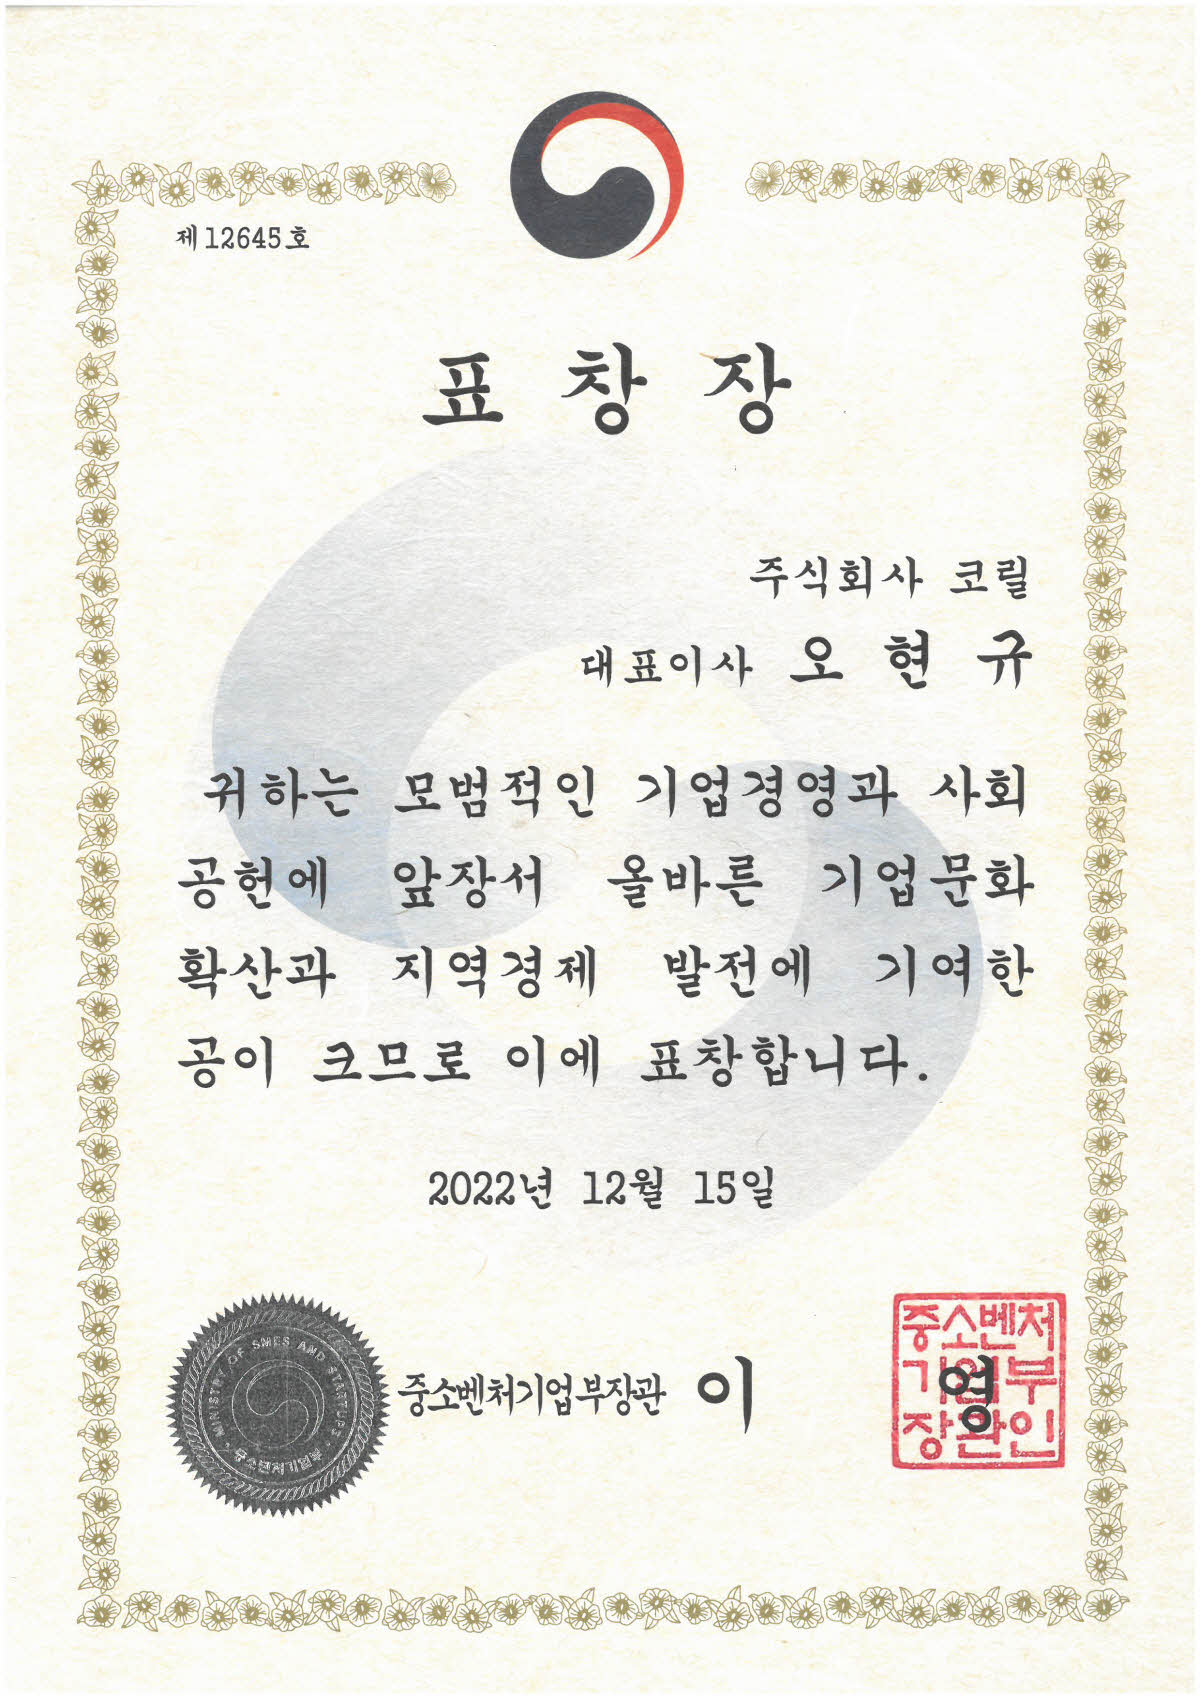 제12645호
표창장
주식회사 코릴
대표이사 오현규
귀하는 모범적인 기업경영과 사회
공헌에 앞장서 올바른 기업문화
확산과 지역경제 발전에 기여한
공이 크므로 이에 표창합니다.
2022년 12월 15일
MINISTRY OF SMES AND STARTUPS
중소벤처기업부
중소벤처기업부장관 이영
중소벤처
기업부
장관인